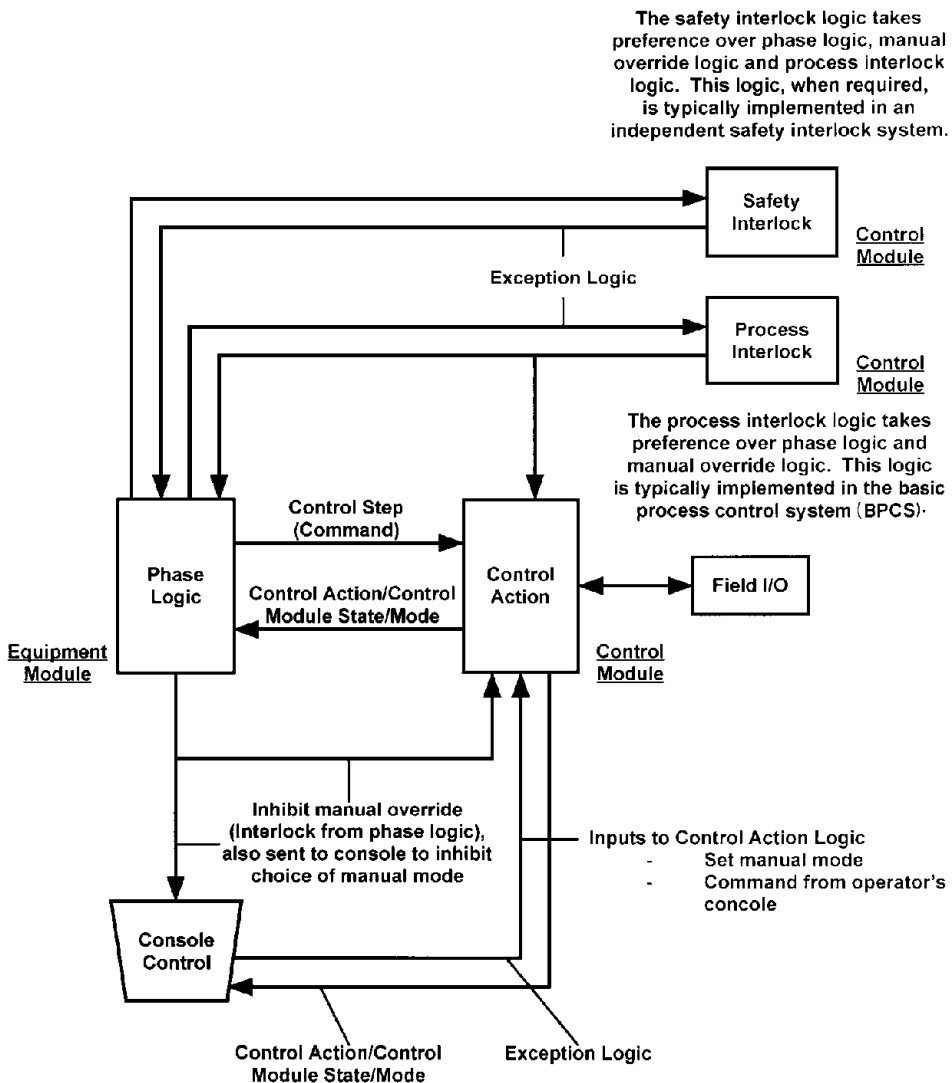 The safety interlock logic takes
preference over phase logic, manual
override logic and process interlock
logic. This logic, when required,
is typically implemented in an
independent safety interlock system.
Safety
Interlock
Control
Module
Exception Logic
Process
Interlock
Control
Module
The process interlock logic takes
preference over phase logic and
manual override logic. This logic
is typically implemented in the basic
process control system (BPCS).
Control Step
(Command)
Phase
Logic
Control
Action
Field I/O
Control Action/Control
Module State/Mode
Equipment
Module
Control
Module
Inhibit manual override
(Interlock from phase logic),
also sent to console to inhibit
choice of manual mode
Inputs to Control Action Logic
- Set manual mode
- Command from operator's
concole
Console
Control
Control Action/Control
Module State/Mode
Exception Logic